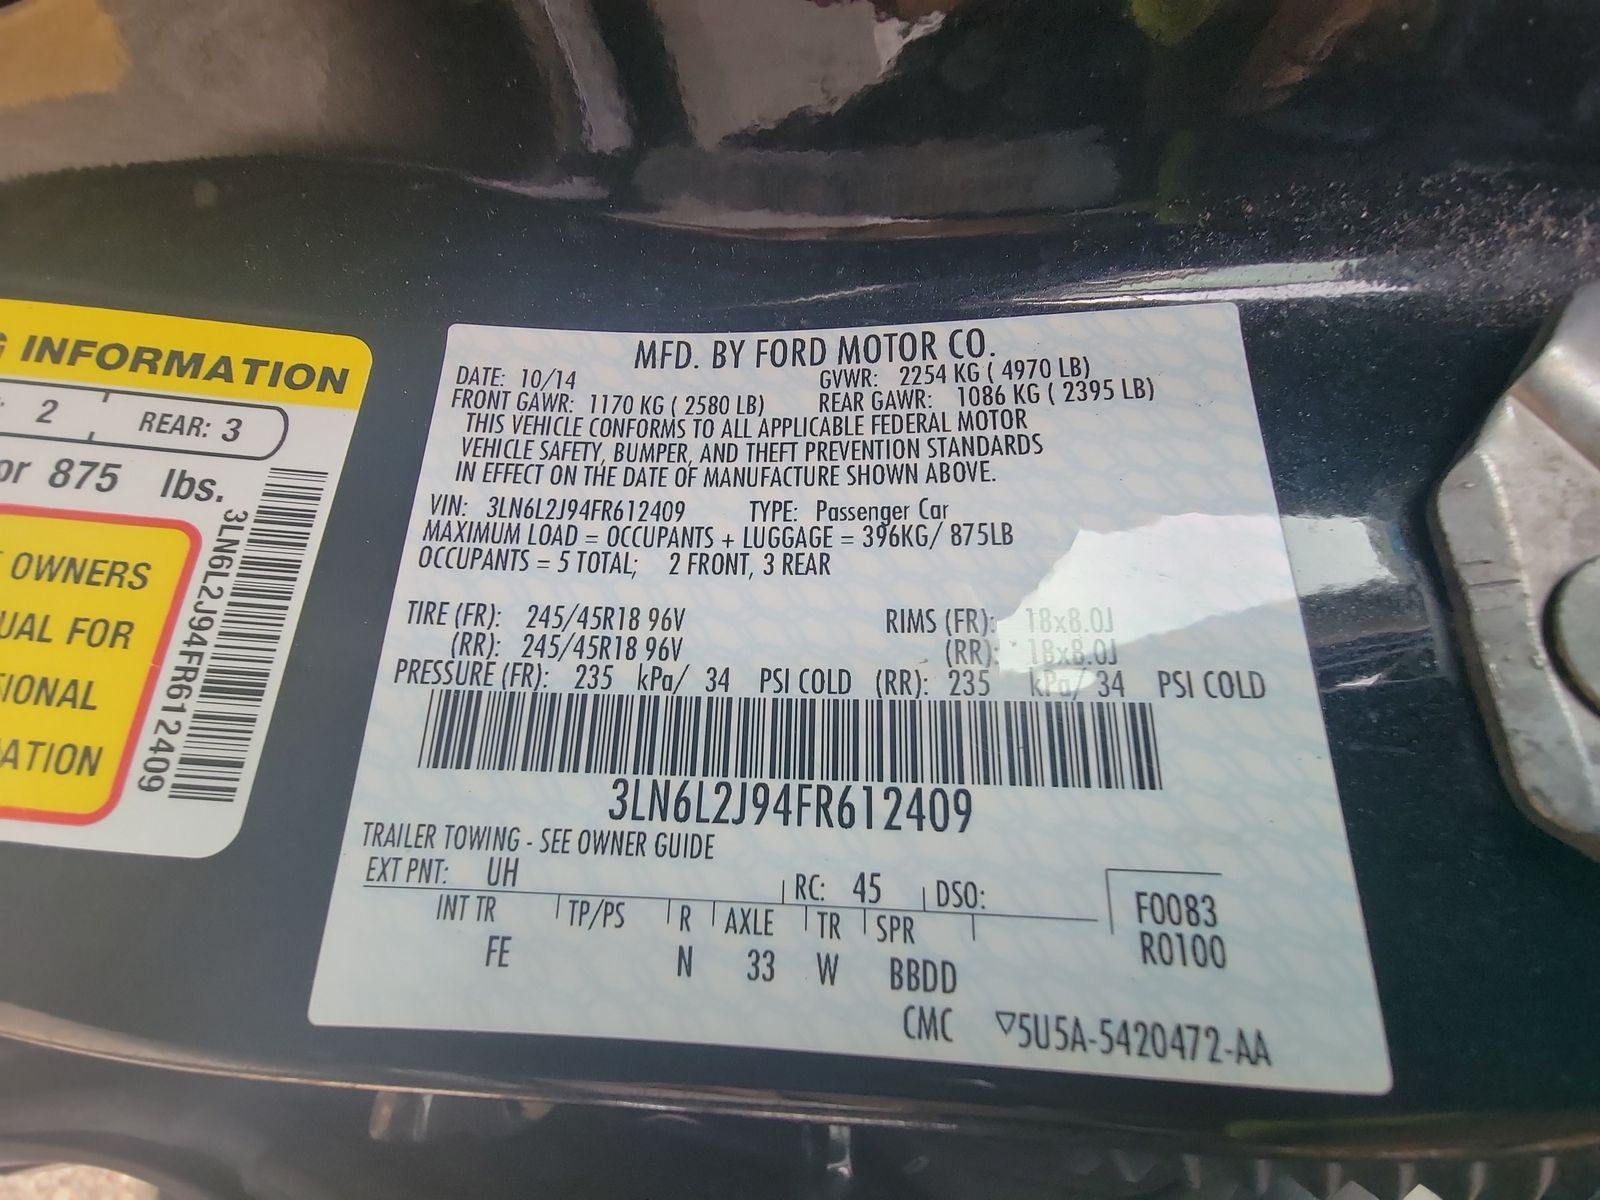 G INFORMATION
2 REAR: 3
or 875 lbs.
OWNERS
UAL FOR
ATION
3LN6L2J94FR612409
MFD. BY FORD MOTOR CO.
DATE: 10/14 GVWR: 2254 KG ( 4970 LB)
FRONT GAWR: 1170 KG ( 2580 LB) REAR GAWR: 1086 KG ( 2395 LB)
THIS VEHICLE CONFORMS TO ALL APPLICABLE FEDERAL MOTOR
VEHICLE SAFETY, BUMPER, AND THEFT PREVENTION STANDARDS
IN EFFECT ON THE DATE OF MANUFACTURE SHOWN ABOVE.
VIN: 3LN6L2J94FR612409 TYPE: Passenger Car
MAXIMUM LOAD = OCCUPANTS + LUGGAGE = 396KG/ 875LB
OCCUPANTS = 5 TOTAL; 2 FRONT, 3 REAR
TIRE (FR): 245/45R18 96V RIMS (FR): 18x8.0J
(RR): 245/45R18 96V (RR): 18x8.0J
PRESSURE (FR): 235 kPa/ 34 PSI COLD (RR): 235 kPa/ 34 PSI COLD
3LN6L2J94FR612409
TRAILER TOWING - SEE OWNER GUIDE
EXT PNT: UH RC: 45 DSO:
INT TR TP/PS R AXLE TR SPR
FE N 33 W BBDD
F0083
R0100
CMC ▽5U5A-5420472-AA